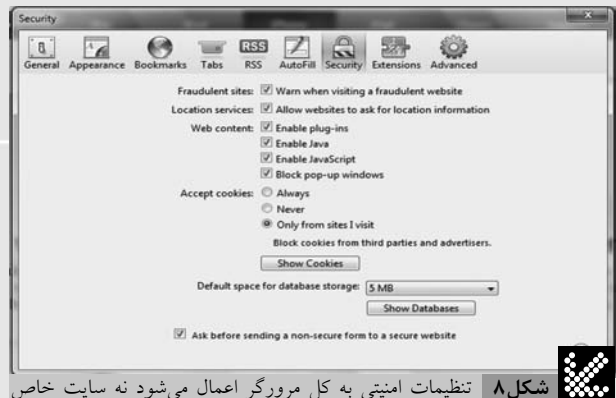 Security
General Appearance Bookmarks Tabs RSS AutoFill Security Extensions Advanced
Fraudulent sites: Warn when visiting a fraudulent website
Location services: Allow websites to ask for location information
Web content: Enable plug-ins
Enable Java
Enable JavaScript
Block pop-up windows
Accept cookies: Always
Never
Only from sites I visit
Block cookies from third parties and advertisers.
Show Cookies
Default space for database storage: 5 MB
Show Databases
Ask before sending a non-secure form to a secure website
شکل۸ تنظیمات امنیتی به کل مرورگر اعمال می‌شود نه سایت خاص